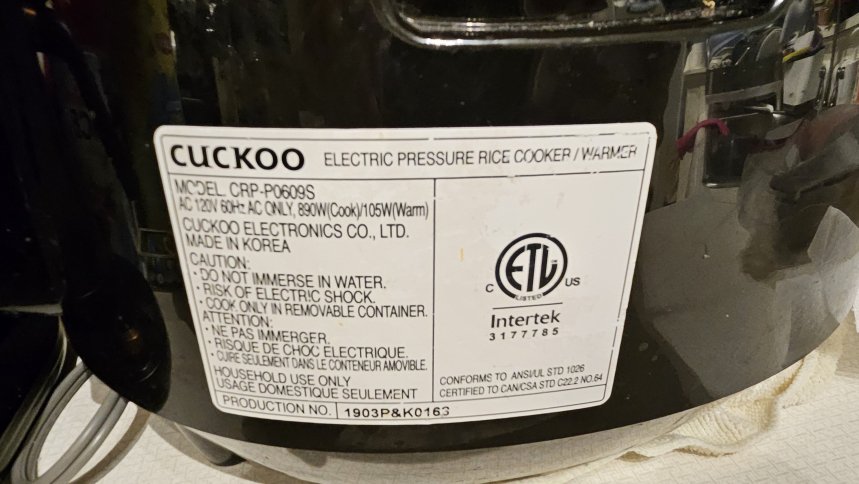 CUCKOO ELECTRIC PRESSURE RICE COOKER / WARMER
MODEL. CRP-P0609S
AC 120V 60Hz AC ONLY, 890W(Cook)/105W(Warm)
CUCKOO ELECTRONICS CO., LTD.
MADE IN KOREA
CAUTION:
• DO NOT IMMERSE IN WATER.
• RISK OF ELECTRIC SHOCK.
• COOK ONLY IN REMOVABLE CONTAINER.
ATTENTION:
• NE PAS IMMERGER.
• RISQUE DE CHOC ELECTRIQUE.
• CUIRE SEULEMENT DANS LE CONTENEUR AMOVIBLE.
HOUSEHOLD USE ONLY
USAGE DOMESTIQUE SEULEMENT
PRODUCTION NO. 1903P&K0163
ETL
C US
LISTED
Intertek
3177785
CONFORMS TO ANSI/UL STD 1026
CERTIFIED TO CAN/CSA STD C22.2 NO.64